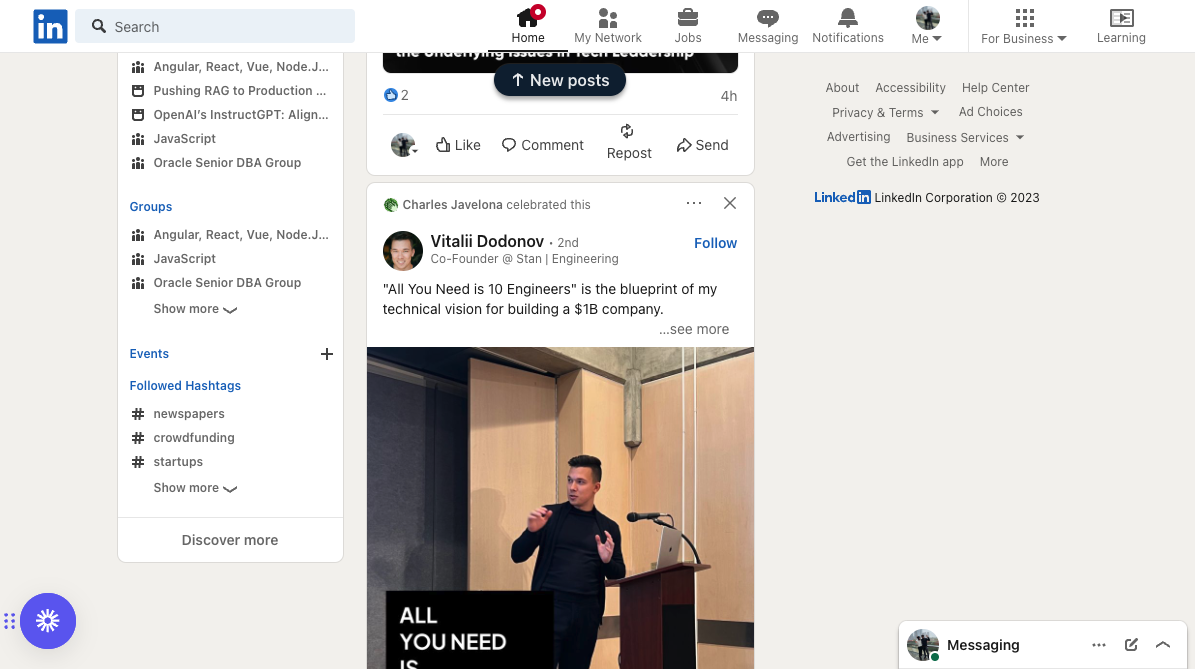 in
Search
Home
My Network
Jobs
Messaging
Notifications
Me
For Business
Learning
Angular, React, Vue, Node.J...
Pushing RAG to Production ...
OpenAI's InstructGPT: Align...
JavaScript
Oracle Senior DBA Group
Groups
Angular, React, Vue, Node.J...
JavaScript
Oracle Senior DBA Group
Show more
Events
Followed Hashtags
# newspapers
# crowdfunding
# startups
Show more
Discover more
the Underlying Issues in Tech Leadership
↑ New posts
2
4h
Like
Comment
Repost
Send
Charles Javelona celebrated this
Vitalii Dodonov • 2nd
Follow
Co-Founder @ Stan | Engineering
"All You Need is 10 Engineers" is the blueprint of my
technical vision for building a $1B company.
...see more
ALL
YOU NEED
IS
About Accessibility Help Center
Privacy & Terms Ad Choices
Advertising Business Services
Get the LinkedIn app More
Linkedin LinkedIn Corporation © 2023
Messaging